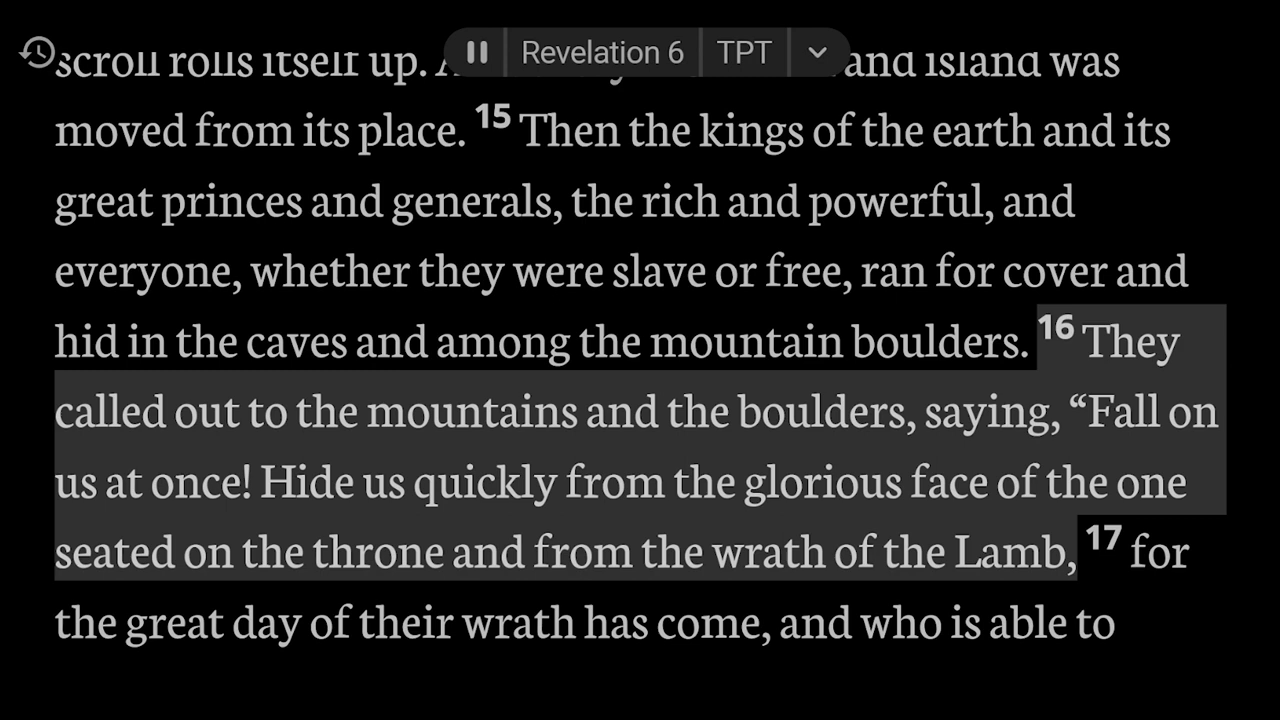 Revelation 6 TPT
scroll rolls itself up. and island was
moved from its place. 15 Then the kings of the earth and its
great princes and generals, the rich and powerful, and
everyone, whether they were slave or free, ran for cover and
hid in the caves and among the mountain boulders. 16 They
called out to the mountains and the boulders, saying, “Fall on
us at once! Hide us quickly from the glorious face of the one
seated on the throne and from the wrath of the Lamb, 17 for
the great day of their wrath has come, and who is able to